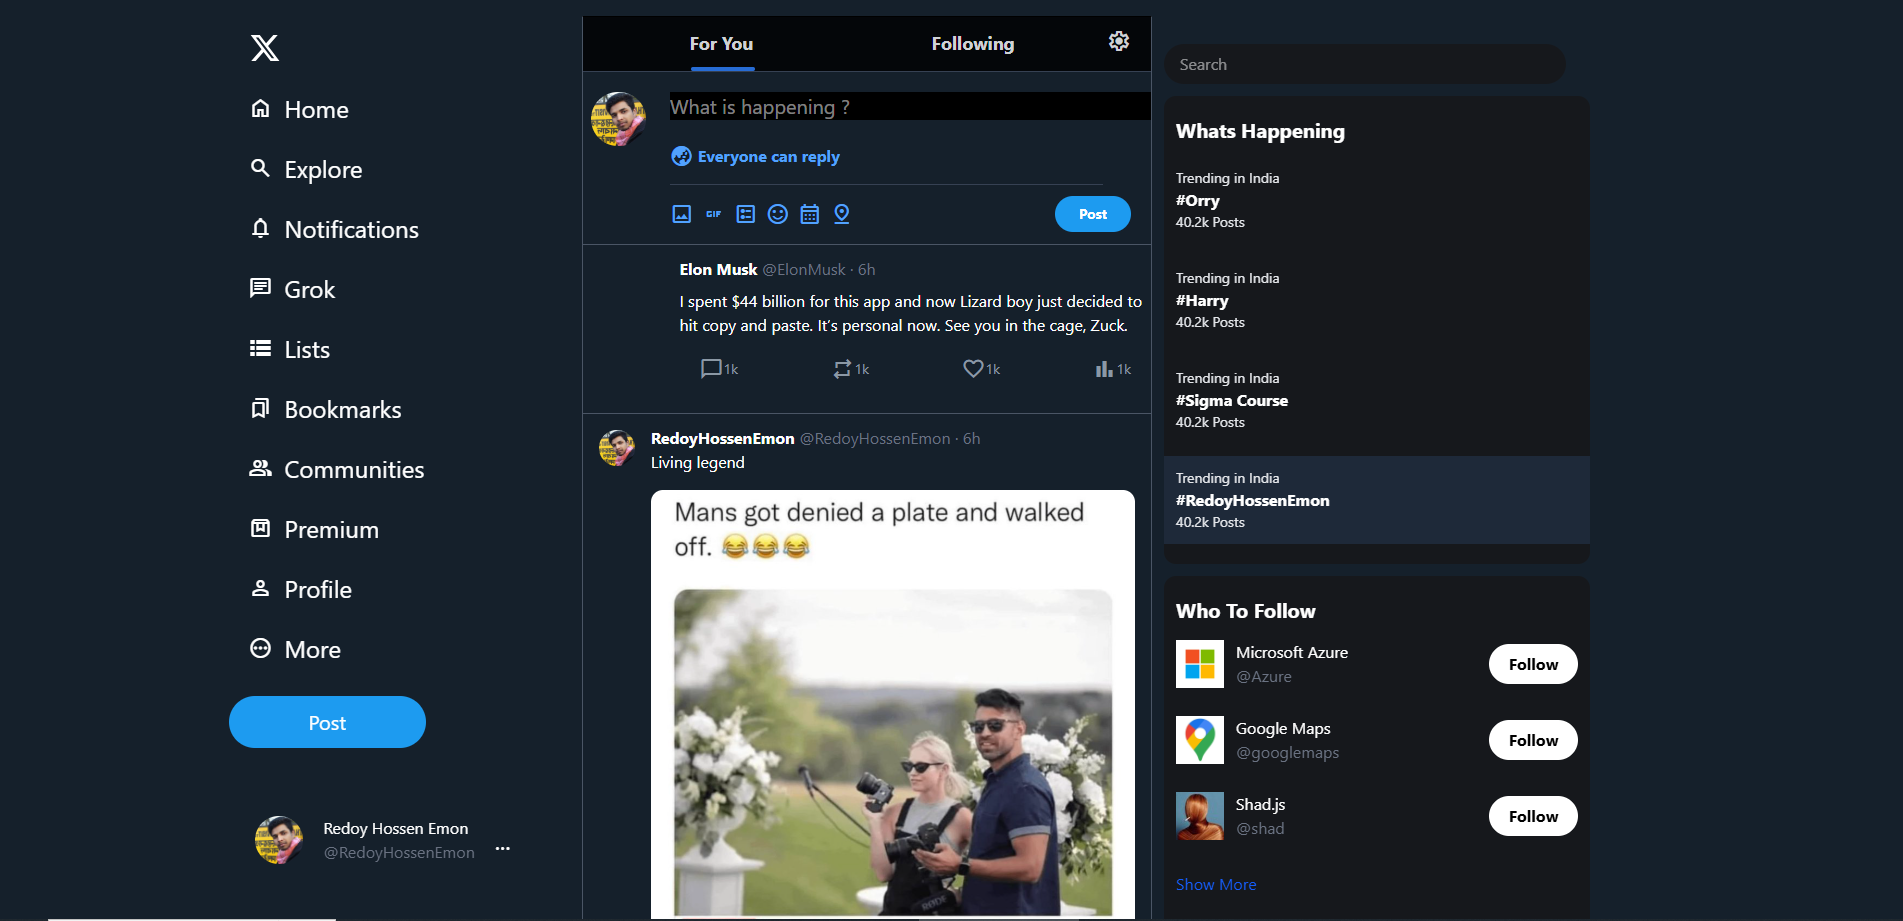 Home
Explore
Notifications
Grok
Lists
Bookmarks
Communities
Premium
Profile
More
Post
Redoy Hossen Emon
@RedoyHossenEmon
...
For You
Following
What is happening ?
Everyone can reply
GIF
Post
Elon Musk @ElonMusk · 6h
I spent $44 billion for this app and now Lizard boy just decided to
hit copy and paste. It’s personal now. See you in the cage, Zuck.
1k 1k 1k 1k
RedoyHossenEmon @RedoyHossenEmon · 6h
Living legend
Mans got denied a plate and walked
off. 😂😂😂
RODE
Search
Whats Happening
Trending in India
#Orry
40.2k Posts
Trending in India
#Harry
40.2k Posts
Trending in India
#Sigma Course
40.2k Posts
Trending in India
#RedoyHossenEmon
40.2k Posts
Who To Follow
Microsoft Azure
@Azure
Follow
Google Maps
@googlemaps
Follow
Shad.js
@shad
Follow
Show More